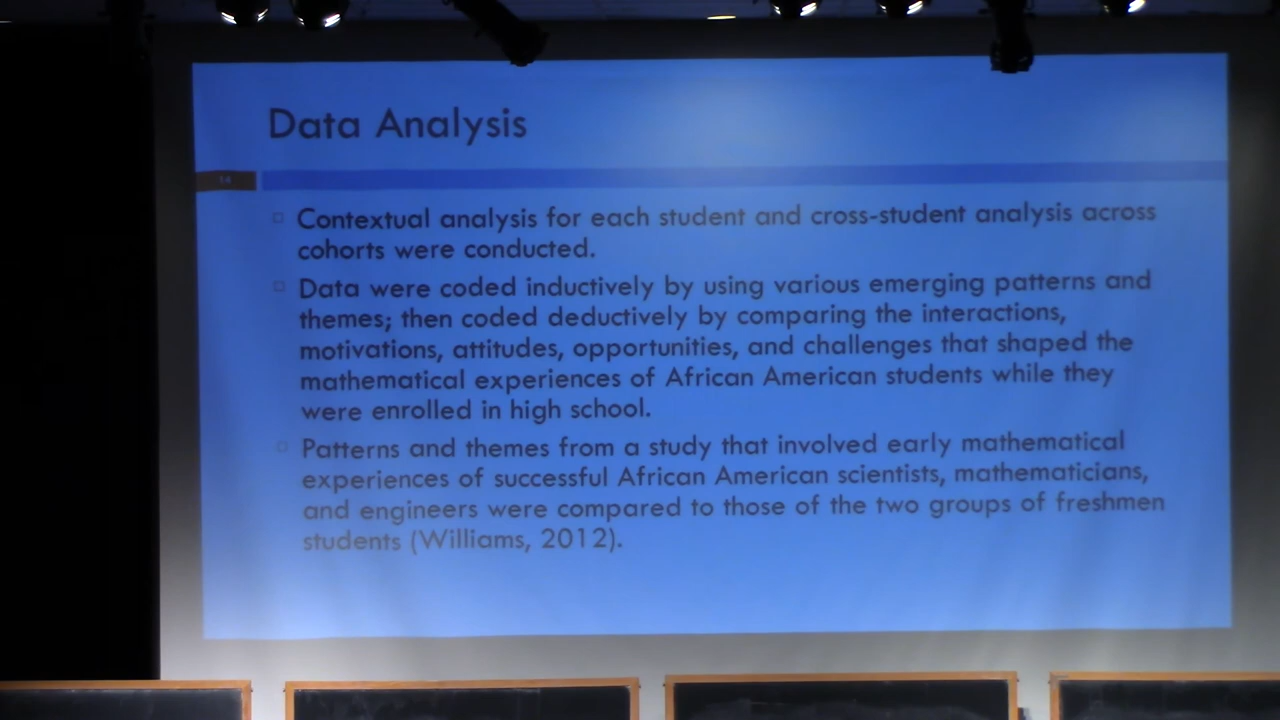 Data Analysis
14
Contextual analysis for each student and cross-student analysis across
cohorts were conducted.
Data were coded inductively by using various emerging patterns and
themes; then coded deductively by comparing the interactions,
motivations, attitudes, opportunities, and challenges that shaped the
mathematical experiences of African American students while they
were enrolled in high school.
Patterns and themes from a study that involved early mathematical
experiences of successful African American scientists, mathematicians,
and engineers were compared to those of the two groups of freshmen
students (Williams, 2012).